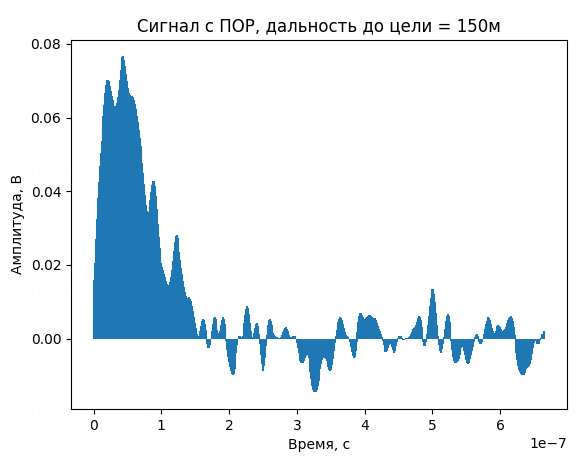 Сигнал с ПОР, дальность до цели = 150м
0.08
0.06
0.04
0.02
0.00
Амплитуда, В
0 1 2 3 4 5 6
1e−7
Время, с